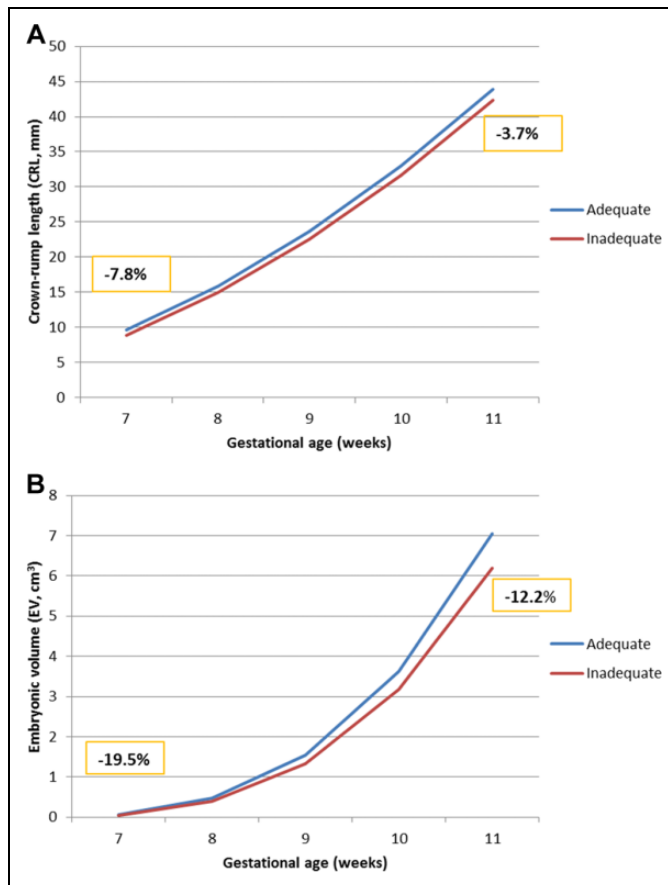 A
50
45
40
35
30
25
20
15
10
5
0
Crown-rump length (CRL, mm)
-7.8%
-3.7%
Adequate
Inadequate
7 8 9 10 11
Gestational age (weeks)
B
8
7
6
5
4
3
2
1
0
Embryonic volume (EV, cm³)
-19.5%
-12.2%
Adequate
Inadequate
7 8 9 10 11
Gestational age (weeks)